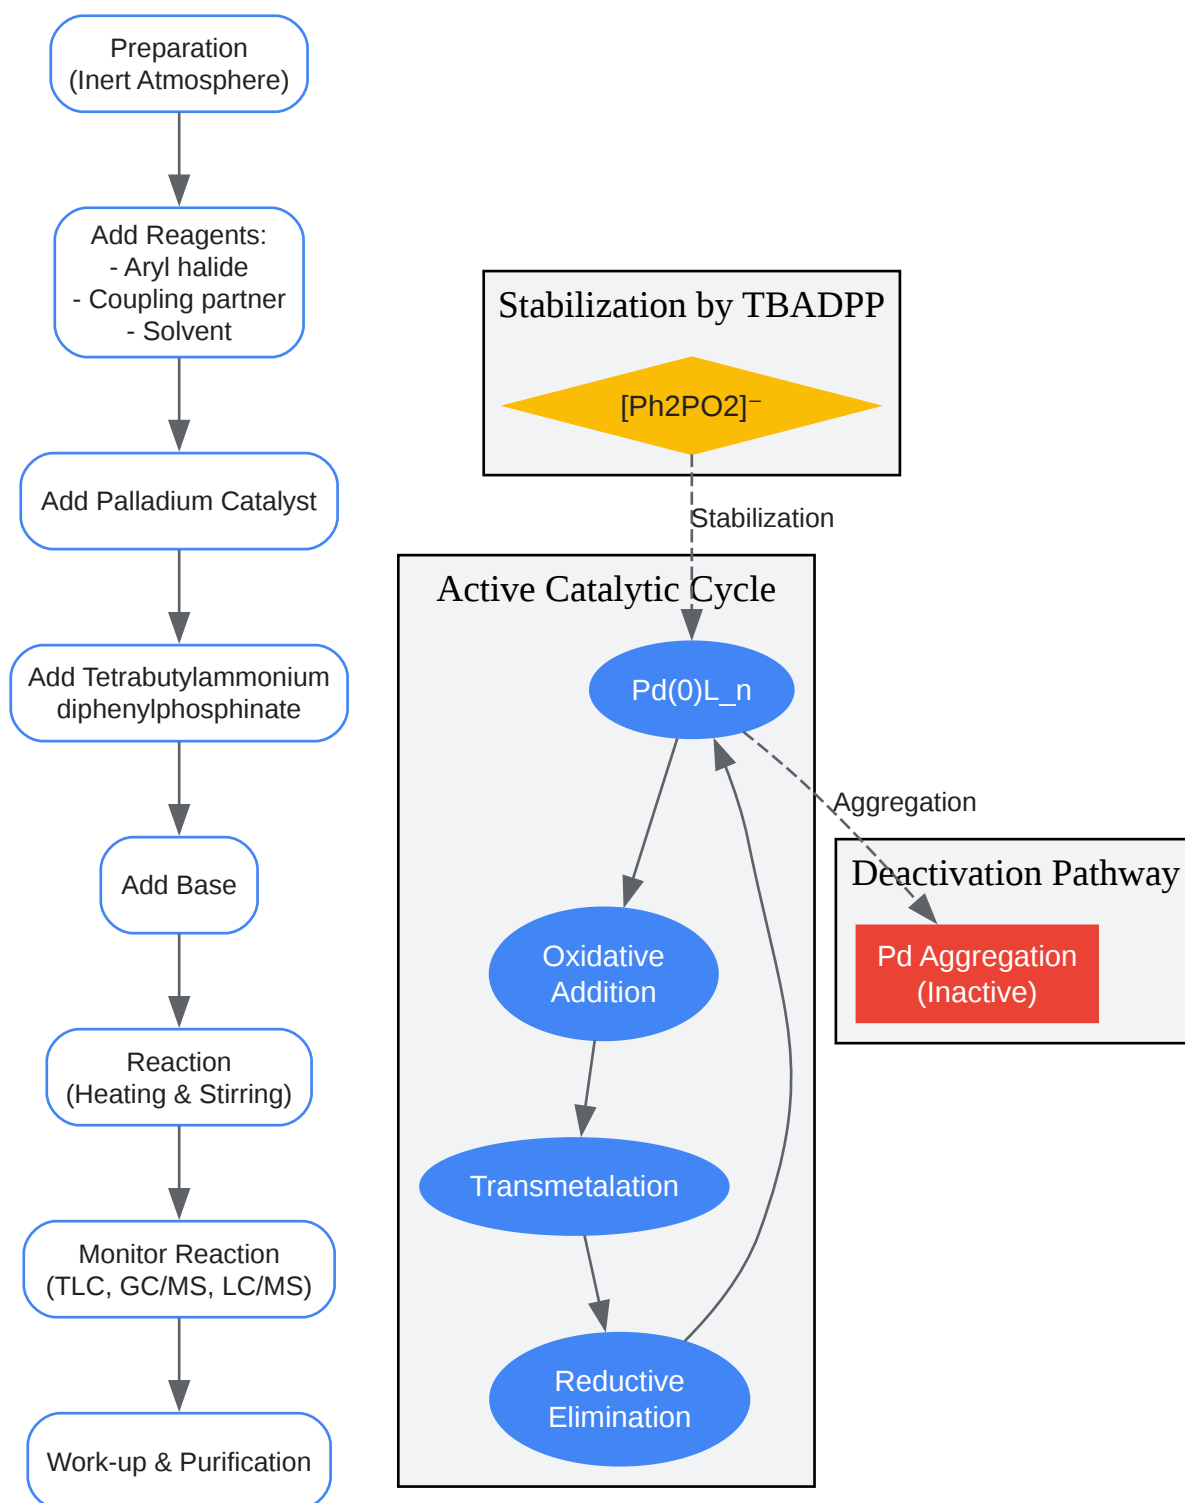 Preparation
(Inert Atmosphere)
Add Reagents:
- Aryl halide
- Coupling partner
- Solvent
Add Palladium Catalyst
Add Tetrabutylammonium
diphenylphosphinate
Add Base
Reaction
(Heating & Stirring)
Monitor Reaction
(TLC, GC/MS, LC/MS)
Work-up & Purification
Stabilization by TBADPP
[Ph2PO2]⁻
Stabilization
Active Catalytic Cycle
Pd(0)L_n
Aggregation
Deactivation Pathway
Pd Aggregation
(Inactive)
Oxidative
Addition
Transmetalation
Reductive
Elimination